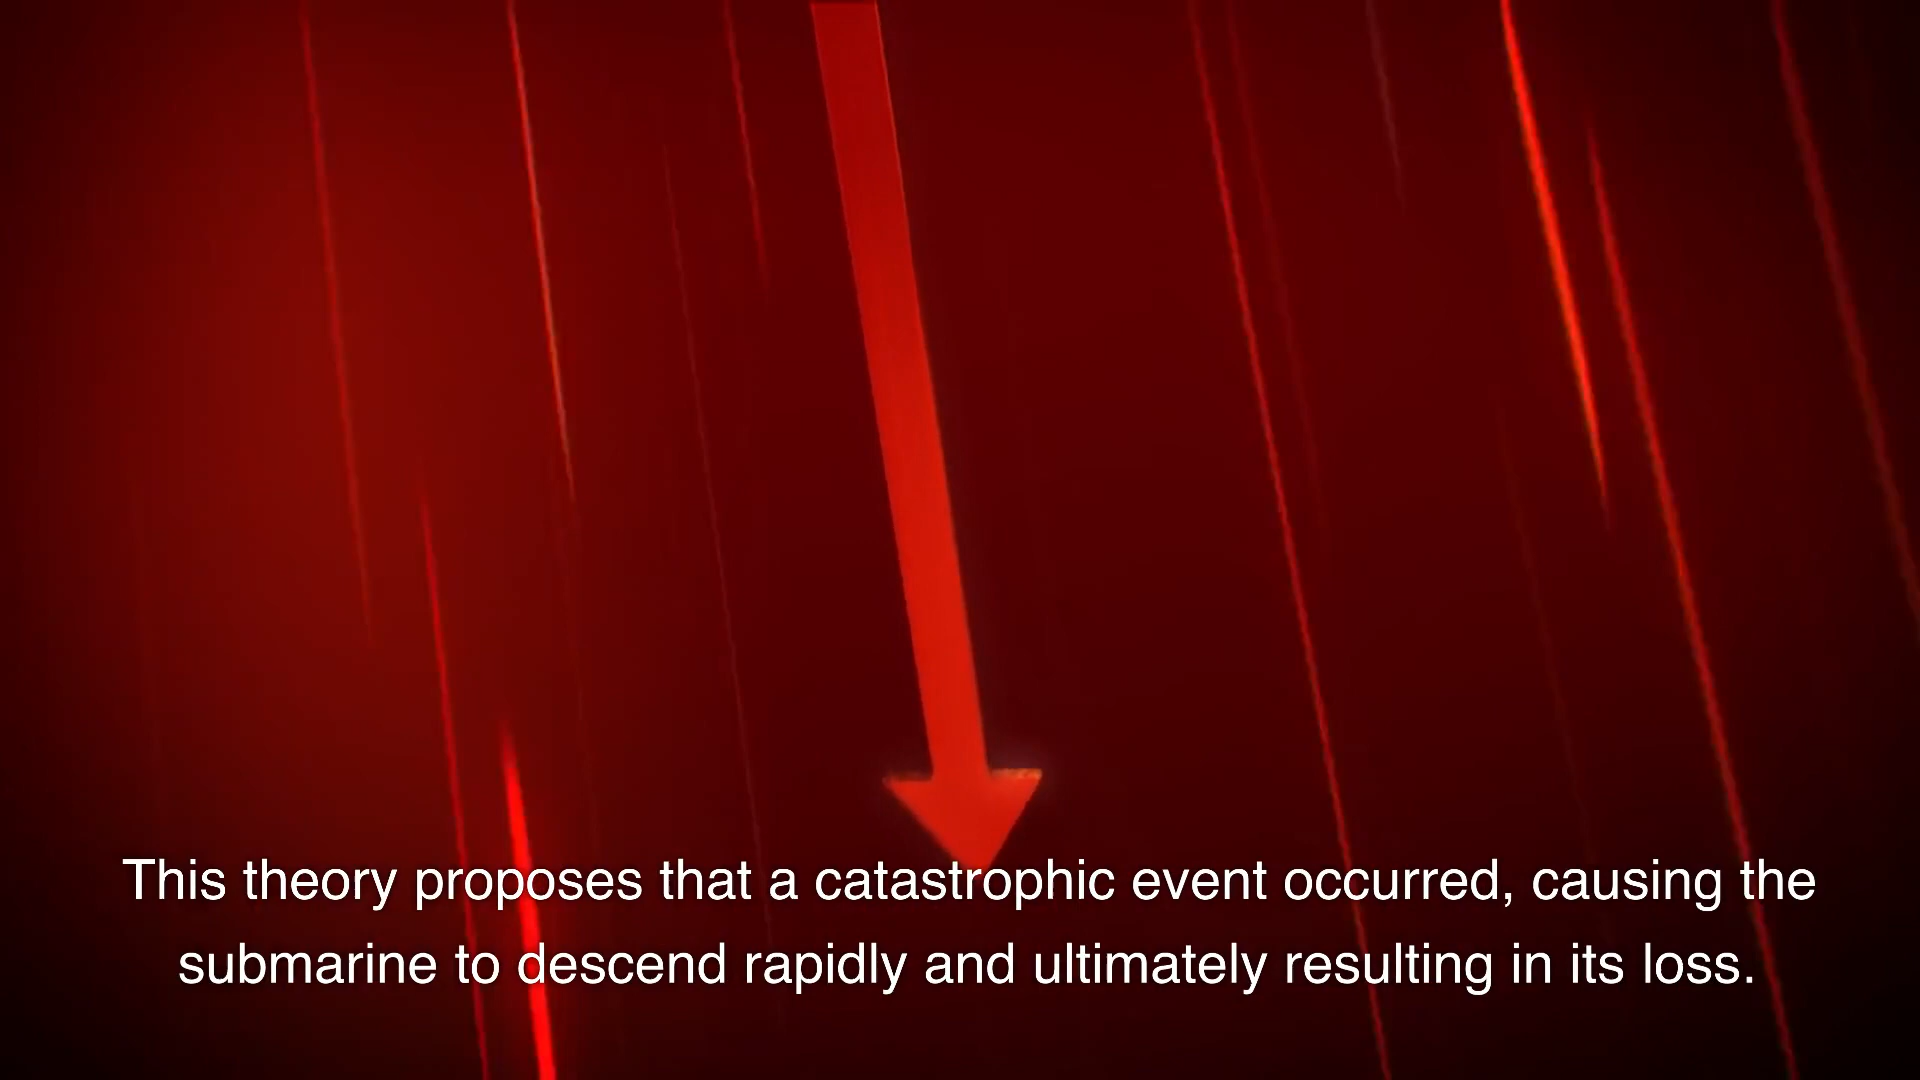 This theory proposes that a catastrophic event occurred, causing the
submarine to descend rapidly and ultimately resulting in its loss.